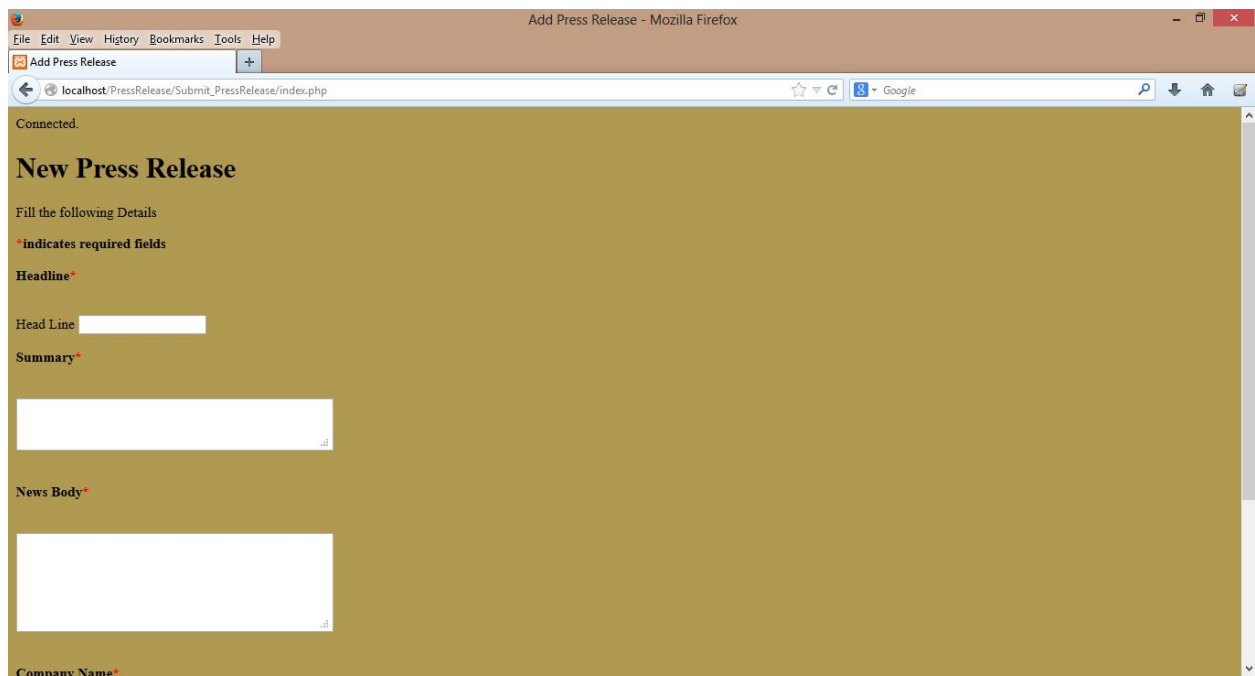 Add Press Release - Mozilla Firefox
File Edit View History Bookmarks Tools Help
Add Press Release
localhost/PressRelease/Submit_PressRelease/index.php
Google
Connected.
New Press Release
Fill the following Details
*indicates required fields
Headline*
Head Line
Summary*
News Body*
Company Name*